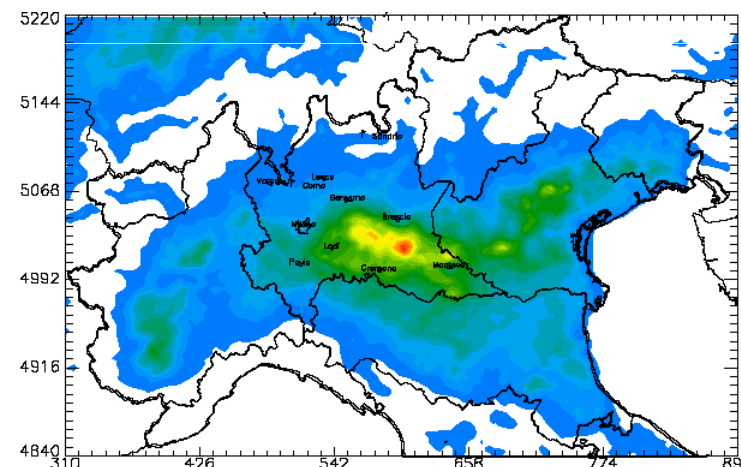 5220
5144
Sondrio
5068
Varese
Lecco
Como
Bergamo
Brescia
Milano
Lodi
Pavia
Cremona
Mantova
4992
4916
4840
310
426
542
658
774
89